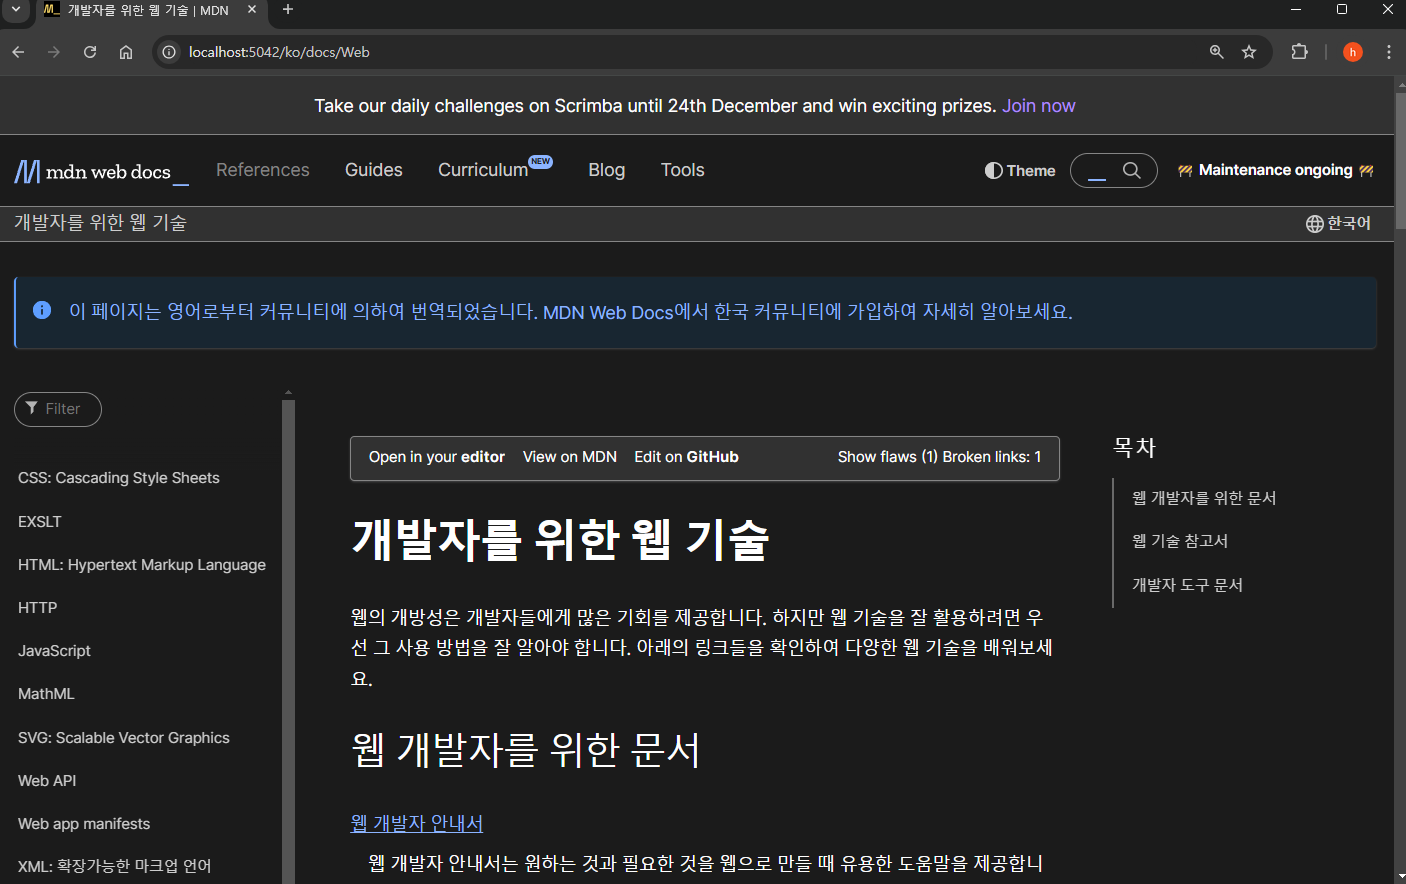 개발자를 위한 웹 기술 | MDN
localhost:5042/ko/docs/Web
h
Take our daily challenges on Scrimba until 24th December and win exciting prizes. Join now
mdn web docs_
References
Guides
Curriculum NEW
Blog
Tools
Theme
Maintenance ongoing
개발자를 위한 웹 기술
한국어
이 페이지는 영어로부터 커뮤니티에 의하여 번역되었습니다. MDN Web Docs에서 한국 커뮤니티에 가입하여 자세히 알아보세요.
Filter
CSS: Cascading Style Sheets
EXSLT
HTML: Hypertext Markup Language
HTTP
JavaScript
MathML
SVG: Scalable Vector Graphics
Web API
Web app manifests
XML: 확장가능한 마크업 언어
Open in your editor
View on MDN
Edit on GitHub
Show flaws (1) Broken links: 1
개발자를 위한 웹 기술
웹의 개방성은 개발자들에게 많은 기회를 제공합니다. 하지만 웹 기술을 잘 활용하려면 우
선 그 사용 방법을 잘 알아야 합니다. 아래의 링크들을 확인하여 다양한 웹 기술을 배워보세
요.
웹 개발자를 위한 문서
웹 개발자 안내서
웹 개발자 안내서는 원하는 것과 필요한 것을 웹으로 만들 때 유용한 도움말을 제공합니
목차
웹 개발자를 위한 문서
웹 기술 참고서
개발자 도구 문서